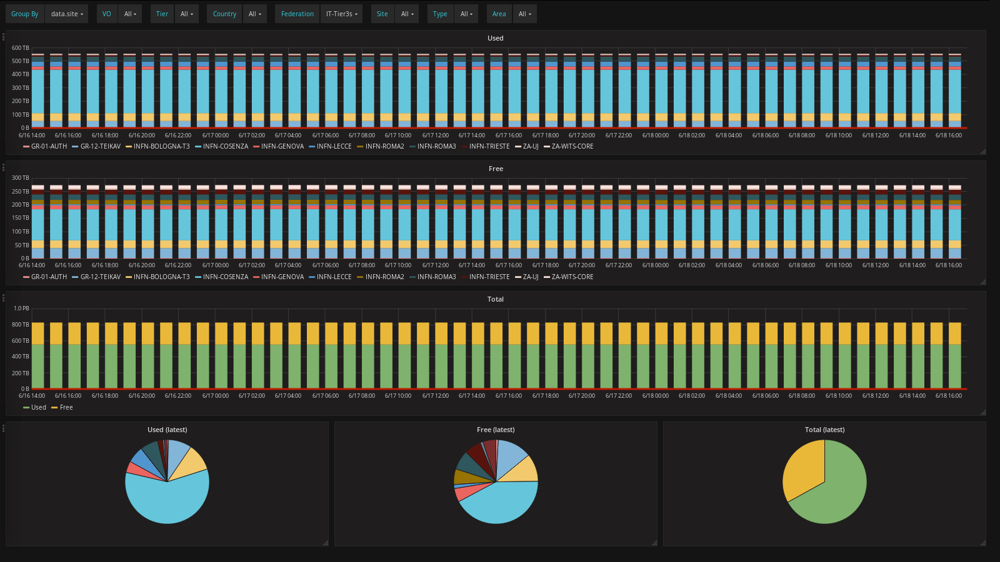 Group By data.site VO All Tier All Country All Federation IT-Tier3s Site All Type All Area All
Used
600 TB
500 TB
400 TB
300 TB
200 TB
100 TB
0 B
6/16 14:00 6/16 16:00 6/16 18:00 6/16 20:00 6/16 22:00 6/17 00:00 6/17 02:00 6/17 04:00 6/17 06:00 6/17 08:00 6/17 10:00 6/17 12:00 6/17 14:00 6/17 16:00 6/17 18:00 6/17 20:00 6/17 22:00 6/18 00:00 6/18 02:00 6/18 04:00 6/18 06:00 6/18 08:00 6/18 10:00 6/18 12:00 6/18 14:00 6/18 16:00
GR-01-AUTH GR-12-TEIKAV INFN-BOLOGNA-T3 INFN-COSENZA INFN-GENOVA INFN-LECCE INFN-ROMA2 INFN-ROMA3 INFN-TRIESTE ZA-UJ ZA-WITS-CORE
Free
300 TB
250 TB
200 TB
150 TB
100 TB
50 TB
0 B
6/16 14:00 6/16 16:00 6/16 18:00 6/16 20:00 6/16 22:00 6/17 00:00 6/17 02:00 6/17 04:00 6/17 06:00 6/17 08:00 6/17 10:00 6/17 12:00 6/17 14:00 6/17 16:00 6/17 18:00 6/17 20:00 6/17 22:00 6/18 00:00 6/18 02:00 6/18 04:00 6/18 06:00 6/18 08:00 6/18 10:00 6/18 12:00 6/18 14:00 6/18 16:00
GR-01-AUTH GR-12-TEIKAV INFN-BOLOGNA-T3 INFN-COSENZA INFN-GENOVA INFN-LECCE INFN-ROMA2 INFN-ROMA3 INFN-TRIESTE ZA-UJ ZA-WITS-CORE
Total
1.0 PB
800 TB
600 TB
400 TB
200 TB
0 B
6/16 14:00 6/16 16:00 6/16 18:00 6/16 20:00 6/16 22:00 6/17 00:00 6/17 02:00 6/17 04:00 6/17 06:00 6/17 08:00 6/17 10:00 6/17 12:00 6/17 14:00 6/17 16:00 6/17 18:00 6/17 20:00 6/17 22:00 6/18 00:00 6/18 02:00 6/18 04:00 6/18 06:00 6/18 08:00 6/18 10:00 6/18 12:00 6/18 14:00 6/18 16:00
Used Free
Used (latest) Free (latest) Total (latest)